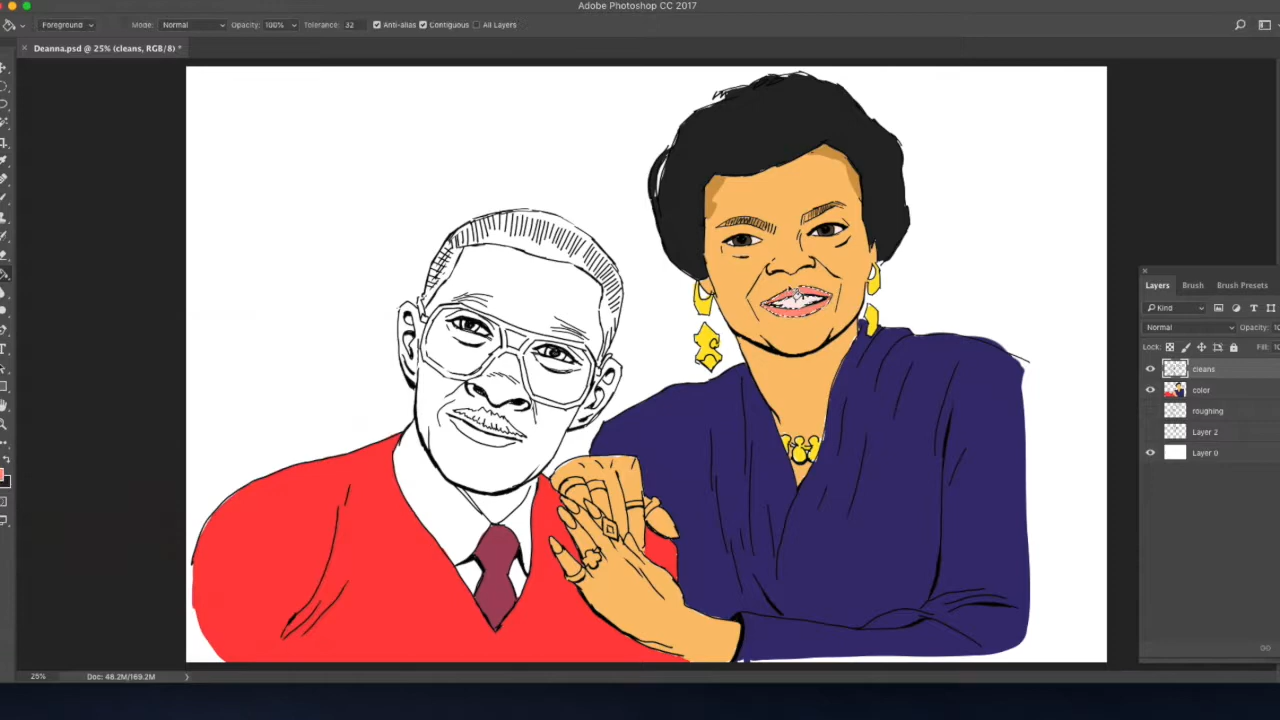 Adobe Photoshop CC 2017
Foreground Mode: Normal Opacity: 100% Tolerance: 32 Anti-alias Contiguous All Layers
Deanna.psd @ 25% (cleans, RGB/8) *
Layers Brush Brush Presets
Kind
Normal Opacity:
Lock: Fill:
cleans
color
roughing
Layer 2
Layer 0
25% Doc: 48.2M/169.2M